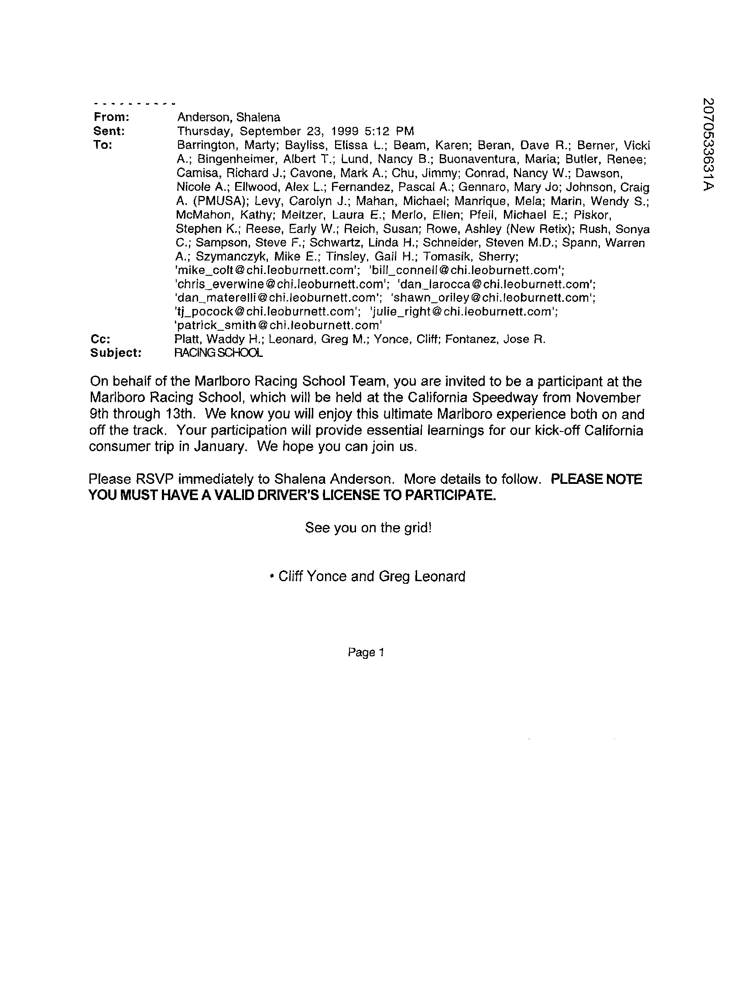 - - - - - - - - - -
From: Anderson, Shalena
Sent: Thursday, September 23, 1999 5:12 PM
To: Barrington, Marty; Bayliss, Elissa L.; Beam, Karen; Beran, Dave R.; Berner, Vicki
A.; Bingenheimer, Albert T.; Lund, Nancy B.; Buonaventura, Maria; Butler, Renee;
Camisa, Richard J.; Cavone, Mark A.; Chu, Jimmy; Conrad, Nancy W.; Dawson,
Nicole A.; Ellwood, Alex L.; Fernandez, Pascal A.; Gennaro, Mary Jo; Johnson, Craig
A. (PMUSA); Levy, Carolyn J.; Mahan, Michael; Manrique, Mela; Marin, Wendy S.;
McMahon, Kathy; Meltzer, Laura E.; Merlo, Ellen; Pfeil, Michael E.; Piskor,
Stephen K.; Reese, Early W.; Reich, Susan; Rowe, Ashley (New Retix); Rush, Sonya
C.; Sampson, Steve F.; Schwartz, Linda H.; Schneider, Steven M.D.; Spann, Warren
A.; Szymanczyk, Mike E.; Tinsley, Gail H.; Tomasik, Sherry;
'mike_colt@chi.leoburnett.com'; 'bill_conneil@chi.leoburnett.com';
'chris_everwine@chi.leoburnett.com'; 'dan_larocca@chi.leoburnett.com';
'dan_materelli@chi.leoburnett.com'; 'shawn_oriley@chi.leoburnett.com';
'tj_pocock@chi.leoburnett.com'; 'julie_right@chi.leoburnett.com';
'patrick_smith@chi.leoburnett.com'
Cc: Platt, Waddy H.; Leonard, Greg M.; Yonce, Cliff; Fontanez, Jose R.
Subject: RACING SCHOOL
On behalf of the Marlboro Racing School Team, you are invited to be a participant at the
Marlboro Racing School, which will be held at the California Speedway from November
9th through 13th. We know you will enjoy this ultimate Marlboro experience both on and
off the track. Your participation will provide essential learnings for our kick-off California
consumer trip in January. We hope you can join us.
Please RSVP immediately to Shalena Anderson. More details to follow. PLEASE NOTE
YOU MUST HAVE A VALID DRIVER'S LICENSE TO PARTICIPATE.
See you on the grid!
• Cliff Yonce and Greg Leonard
Page 1
2070533631A